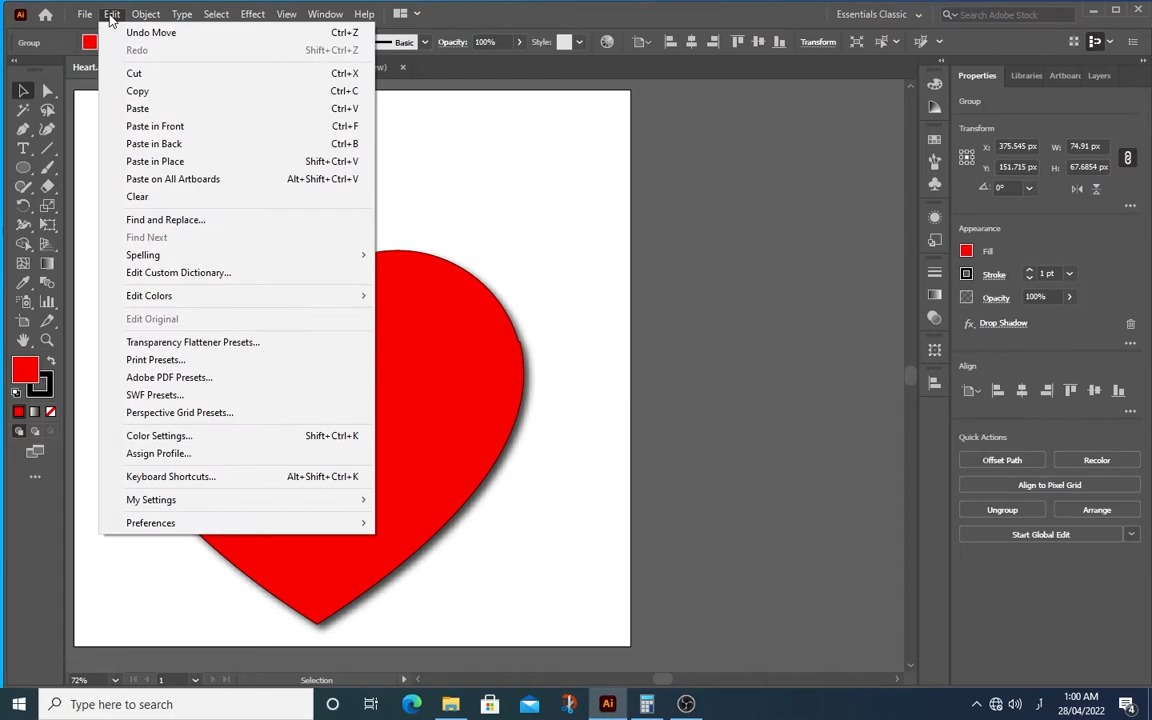 Ai File Edit Object Type Select Effect View Window Help Essentials Classic Search Adobe Stock
Group Basic Opacity: 100% Style: Transform
Heart. w)
Undo Move Ctrl+Z
Redo Shift+Ctrl+Z
Cut Ctrl+X
Copy Ctrl+C
Paste Ctrl+V
Paste in Front Ctrl+F
Paste in Back Ctrl+B
Paste in Place Shift+Ctrl+V
Paste on All Artboards Alt+Shift+Ctrl+V
Clear
Find and Replace...
Find Next
Spelling
Edit Custom Dictionary...
Edit Colors
Edit Original
Transparency Flattener Presets...
Print Presets...
Adobe PDF Presets...
SWF Presets...
Perspective Grid Presets...
Color Settings... Shift+Ctrl+K
Assign Profile...
Keyboard Shortcuts... Alt+Shift+Ctrl+K
My Settings
Preferences
Properties Libraries Artboard Layers
Group
Transform
X: 375.545 px W: 74.91 px
Y: 151.715 px H: 67.6854 px
0°
Appearance
Fill
Stroke 1 pt
Opacity 100%
fx Drop Shadow
Align
Quick Actions
Offset Path Recolor
Align to Pixel Grid
Ungroup Arrange
Start Global Edit
72% 1 Selection
Type here to search Ai 1:00 AM
28/04/2022 4